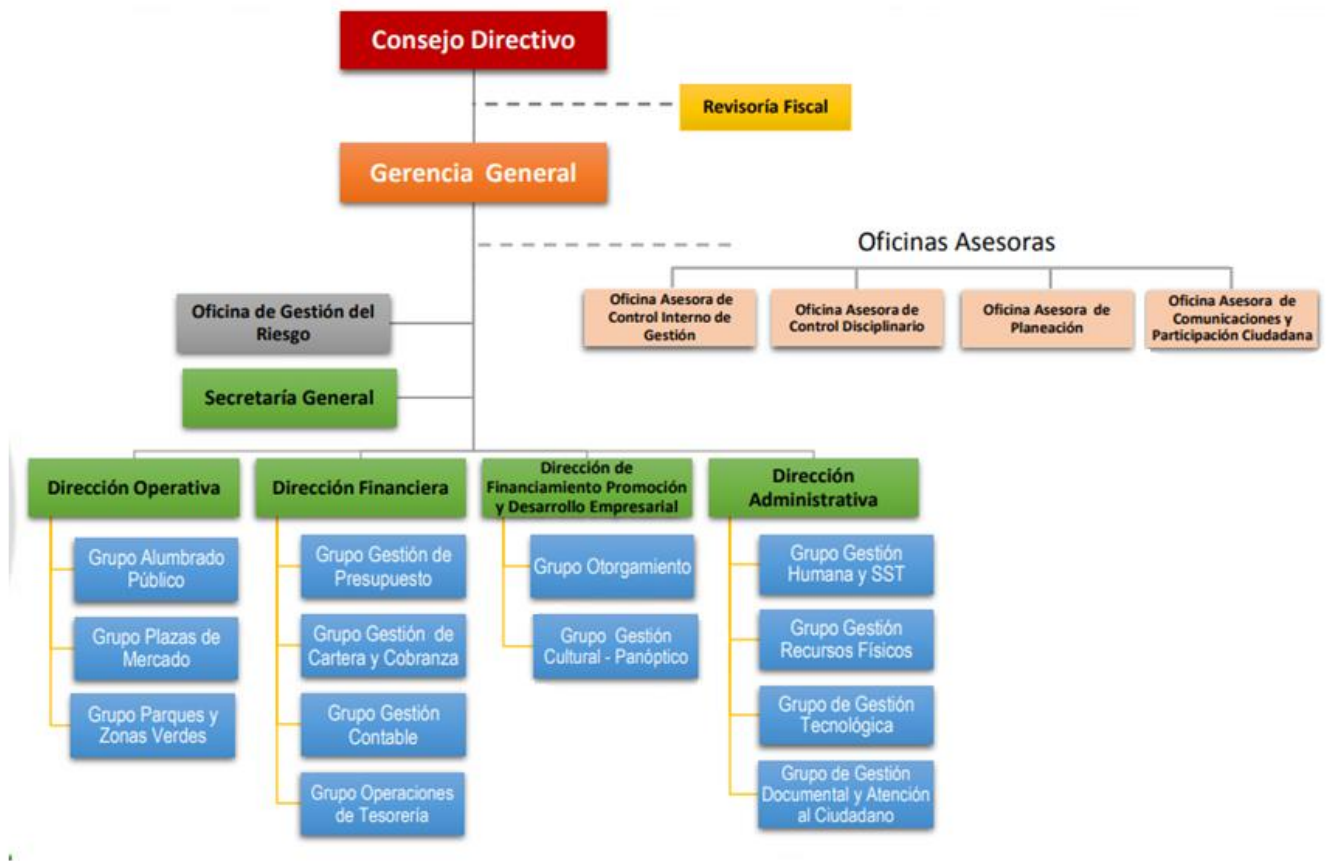 Consejo Directivo
Revisoría Fiscal
Gerencia General
Oficinas Asesoras
Oficina Asesora de
Control Interno de
Gestión
Oficina Asesora de
Control Disciplinario
Oficina Asesora de
Planeación
Oficina Asesora de
Comunicaciones y
Participación Ciudadana
Oficina de Gestión del
Riesgo
Secretaría General
Dirección Operativa
Grupo Alumbrado
Público
Grupo Plazas de
Mercado
Grupo Parques y
Zonas Verdes
Dirección Financiera
Grupo Gestión de
Presupuesto
Grupo Gestión de
Cartera y Cobranza
Grupo Gestión
Contable
Grupo Operaciones
de Tesorería
Dirección de
Financiamiento Promoción
y Desarrollo Empresarial
Grupo Otorgamiento
Grupo Gestión
Cultural - Panóptico
Dirección
Administrativa
Grupo Gestión
Humana y SST
Grupo Gestión
Recursos Físicos
Grupo de Gestión
Tecnológica
Grupo de Gestión
Documental y Atención
al Ciudadano